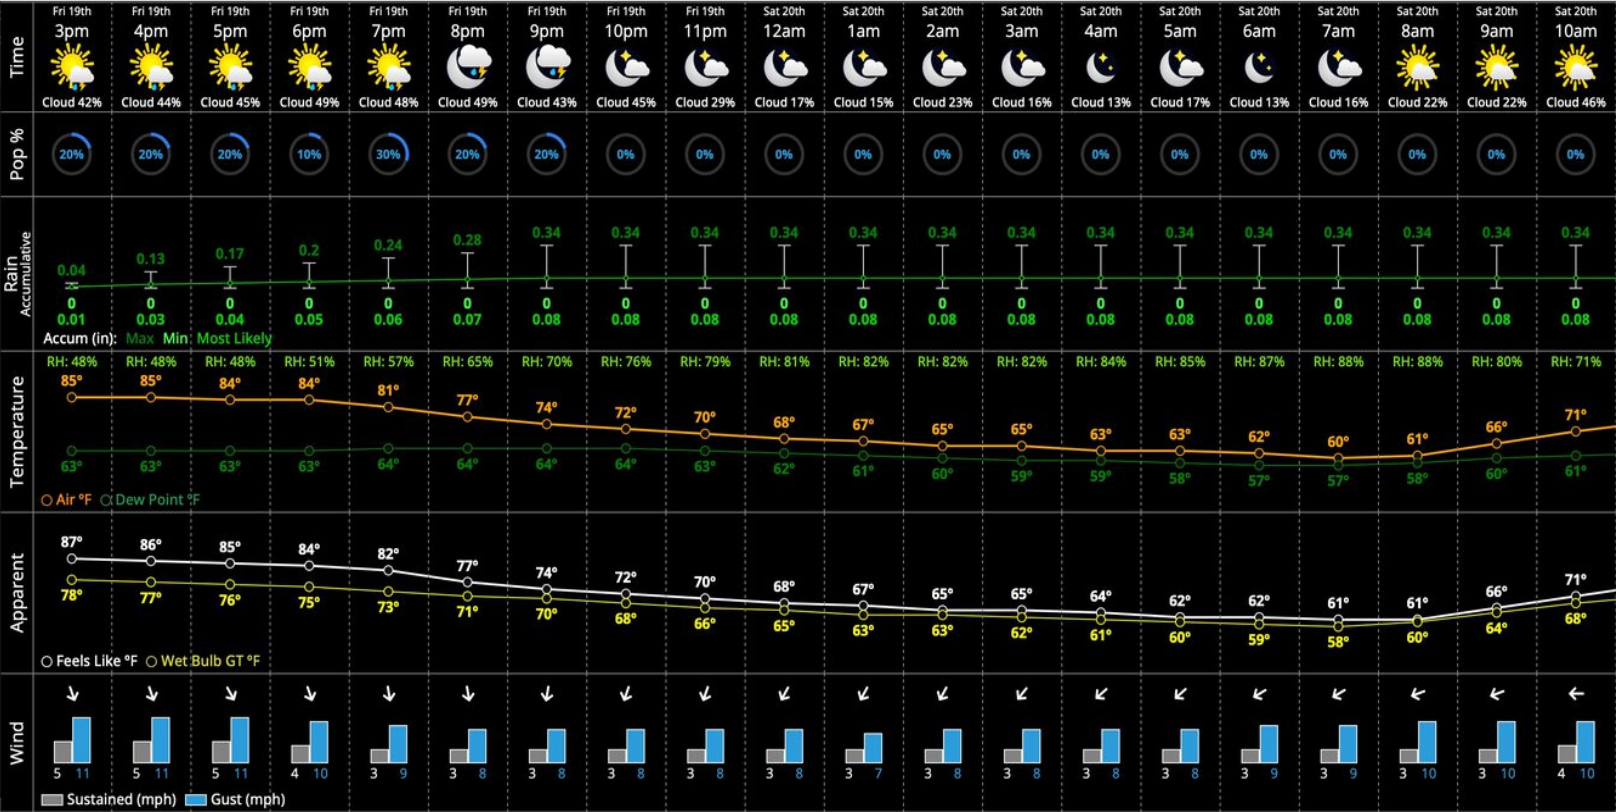 Fri 19th Fri 19th Fri 19th Fri 19th Fri 19th Fri 19th Fri 19th Fri 19th Fri 19th Sat 20th Sat 20th Sat 20th Sat 20th Sat 20th Sat 20th Sat 20th Sat 20th Sat 20th Sat 20th Sat 20th
Time 3pm 4pm 5pm 6pm 7pm 8pm 9pm 10pm 11pm 12am 1am 2am 3am 4am 5am 6am 7am 8am 9am 10am
Cloud 42% Cloud 44% Cloud 45% Cloud 49% Cloud 48% Cloud 49% Cloud 43% Cloud 45% Cloud 29% Cloud 17% Cloud 15% Cloud 23% Cloud 16% Cloud 13% Cloud 17% Cloud 13% Cloud 16% Cloud 22% Cloud 22% Cloud 46%
Pop % 20% 20% 20% 10% 30% 20% 20% 0% 0% 0% 0% 0% 0% 0% 0% 0% 0% 0% 0% 0%
Rain
Accumulative
0.04 0.13 0.17 0.2 0.24 0.28 0.34 0.34 0.34 0.34 0.34 0.34 0.34 0.34 0.34 0.34 0.34 0.34 0.34 0.34
0 0 0 0 0 0 0 0 0 0 0 0 0 0 0 0 0 0 0 0
0.01 0.03 0.04 0.05 0.06 0.07 0.08 0.08 0.08 0.08 0.08 0.08 0.08 0.08 0.08 0.08 0.08 0.08 0.08 0.08
Accum (in): Max Min Most Likely
RH: 48% RH: 48% RH: 48% RH: 51% RH: 57% RH: 65% RH: 70% RH: 76% RH: 79% RH: 81% RH: 82% RH: 82% RH: 82% RH: 84% RH: 85% RH: 87% RH: 88% RH: 88% RH: 80% RH: 71%
Temperature
85° 85° 84° 84° 81° 77° 74° 72° 70° 68° 67° 65° 65° 63° 63° 62° 60° 61° 66° 71°
63° 63° 63° 63° 64° 64° 64° 64° 63° 62° 61° 60° 59° 59° 58° 57° 57° 58° 60° 61°
Air °F Dew Point °F
Apparent
87° 86° 85° 84° 82° 77° 74° 72° 70° 68° 67° 65° 65° 64° 62° 62° 61° 61° 66° 71°
78° 77° 76° 75° 73° 71° 70° 68° 66° 65° 63° 63° 62° 61° 60° 59° 58° 60° 64° 68°
Feels Like °F Wet Bulb GT °F
Wind
5 11 5 11 5 11 4 10 3 9 3 8 3 8 3 8 3 8 3 8 3 7 3 8 3 8 3 8 3 8 3 9 3 9 3 10 3 10 4 10
Sustained (mph) Gust (mph)